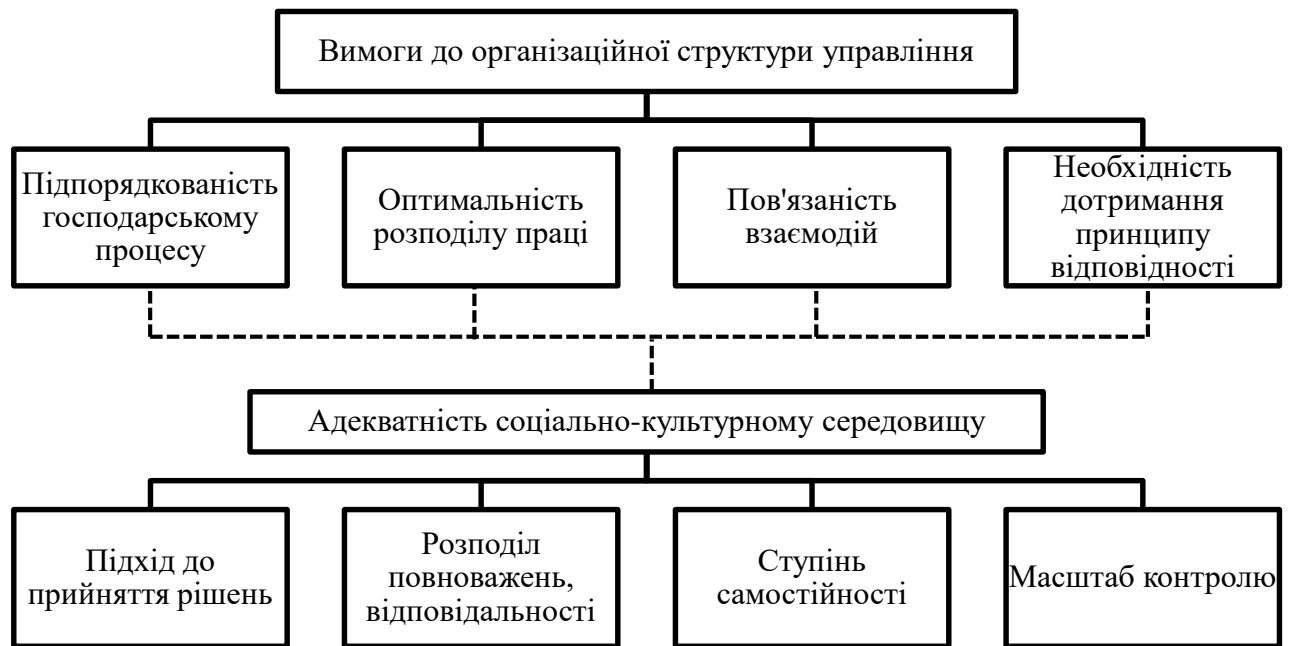 Вимоги до організаційної структури управління
Підпорядкованість
господарському
процесу
Оптимальність
розподілу праці
Пов'язаність
взаємодій
Необхідність
дотримання
принципу
відповідності
Адекватність соціально-культурному середовищу
Підхід до
прийняття рішень
Розподіл
повноважень,
відповідальності
Ступінь
самостійності
Масштаб контролю